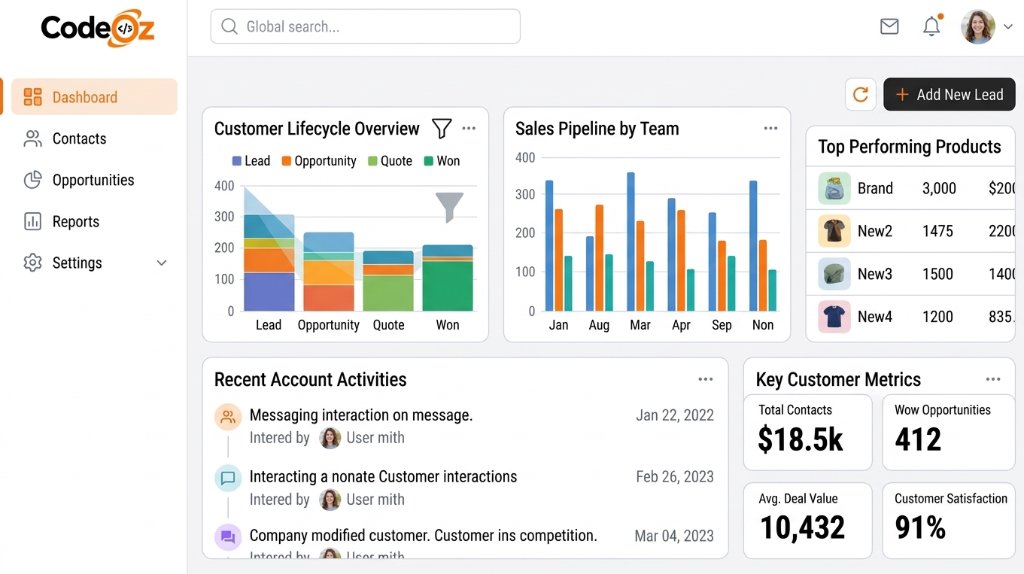 Code</>z
Global search...
Dashboard
Contacts
Opportunities
Reports
Settings
+ Add New Lead
Customer Lifecycle Overview
Lead Opportunity Quote Won
400
300
200
100
0
Lead Opportunity Quote Won
Sales Pipeline by Team
400
300
200
100
0
Jan Aug Mar Apr Sep Non
Top Performing Products
Brand 3,000 $200
New2 1475 2200
New3 1500 1400
New4 1200 835.
Recent Account Activities
Messaging interaction on message. Jan 22, 2022
Intered by User mith
Interacting a nonate Customer interactions Feb 26, 2023
Intered by User mith
Company modified customer. Customer ins competition. Mar 04, 2023
Intered by User mith
Key Customer Metrics
Total Contacts
$18.5k
Wow Opportunities
412
Avg. Deal Value
10,432
Customer Satisfaction
91%